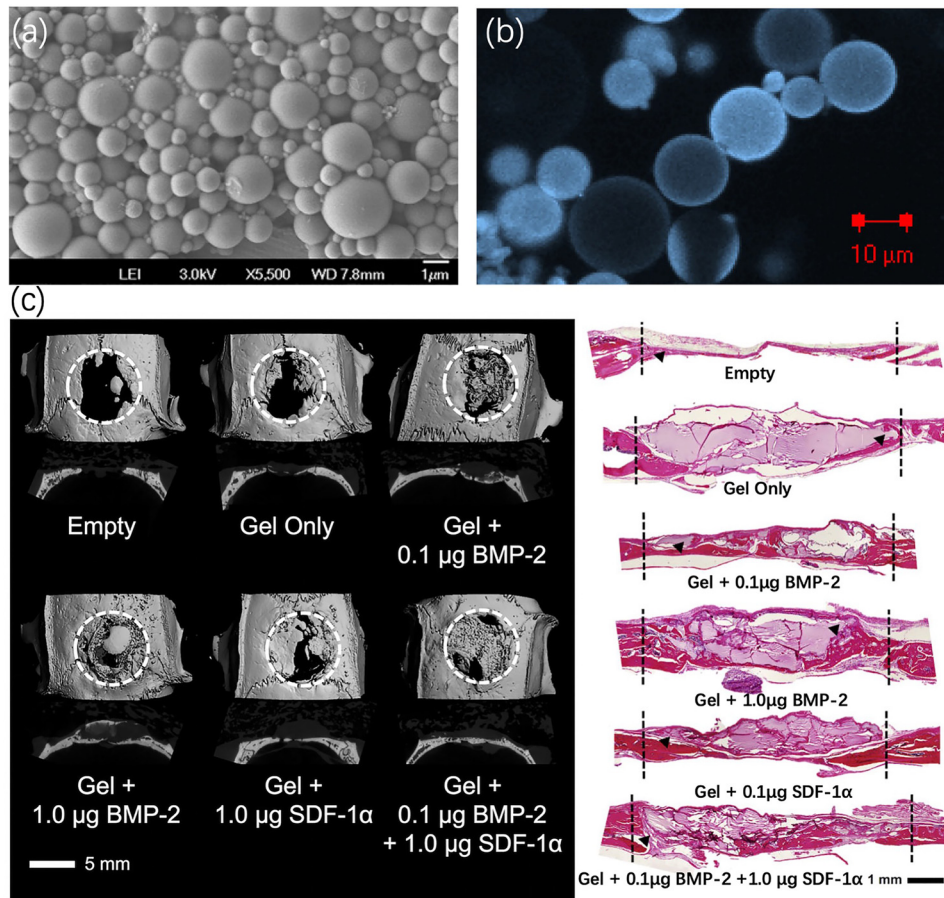 (a)
LEI 3.0kV X5,500 WD 7.8mm 1μm
(b)
10 μm
(c)
Empty
Gel Only
Gel +
0.1 μg BMP-2
Gel +
1.0 μg BMP-2
Gel +
1.0 μg SDF-1α
Gel +
0.1 μg BMP-2
+ 1.0 μg SDF-1α
5 mm
Empty
Gel Only
Gel + 0.1μg BMP-2
Gel + 1.0μg BMP-2
Gel + 0.1μg SDF-1α
Gel + 0.1μg BMP-2 +1.0 μg SDF-1α 1 mm